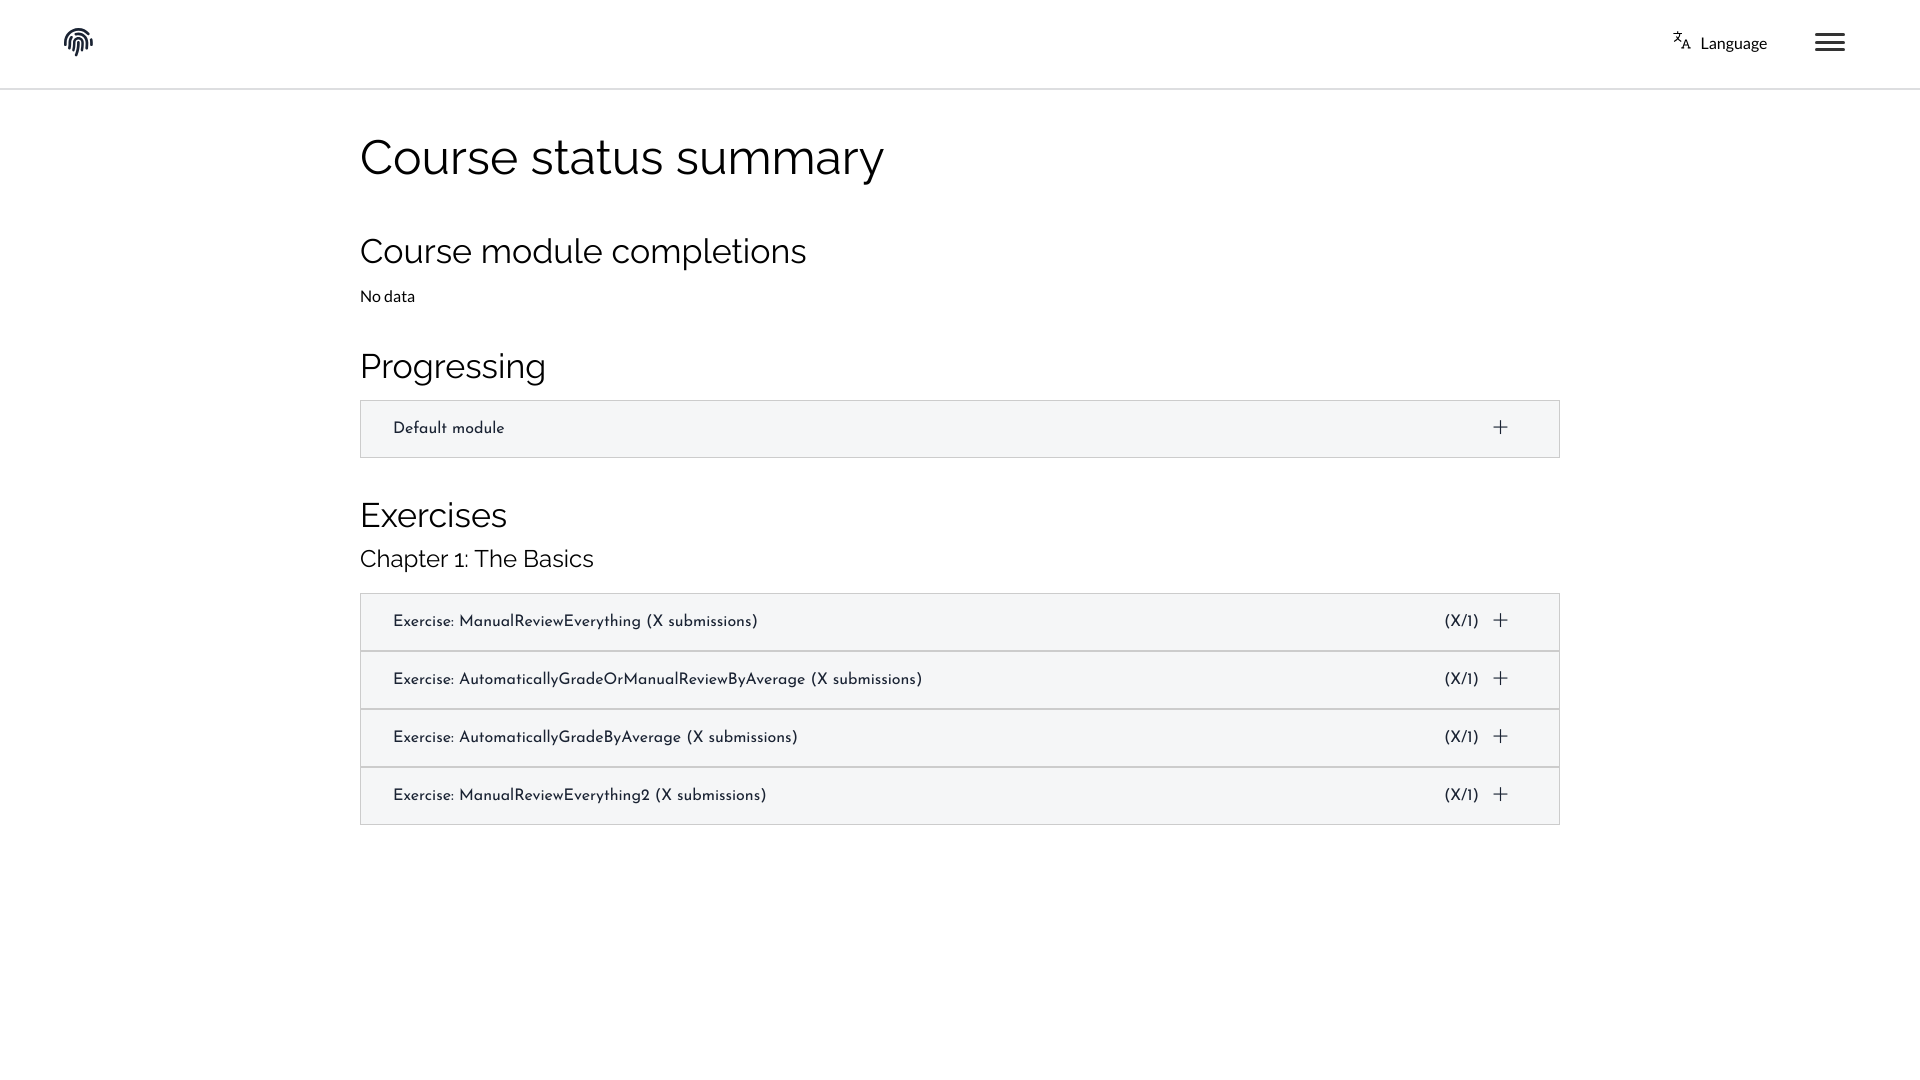 Language
Course status summary
Course module completions
No data
Progressing
Default module
Exercises
Chapter 1: The Basics
Exercise: ManualReviewEverything (X submissions) (X/1)
Exercise: AutomaticallyGradeOrManualReviewByAverage (X submissions) (X/1)
Exercise: AutomaticallyGradeByAverage (X submissions) (X/1)
Exercise: ManualReviewEverything2 (X submissions) (X/1)